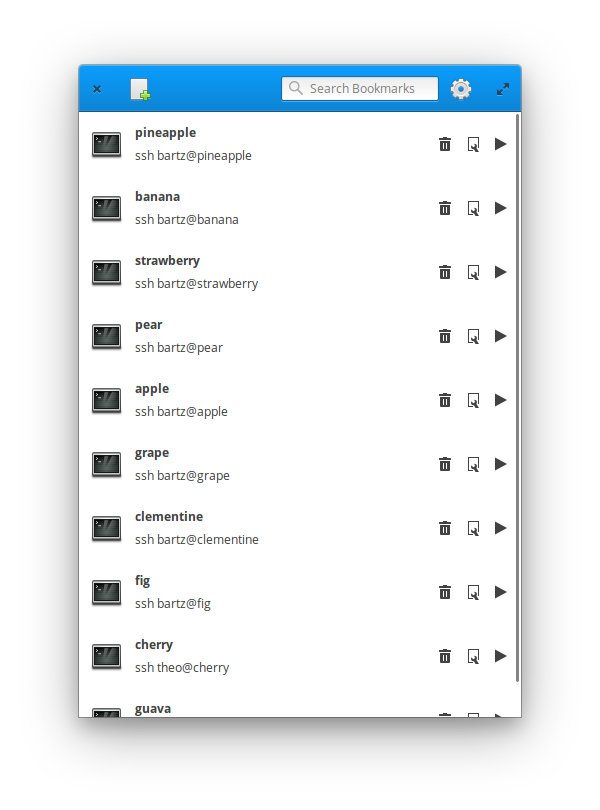 Search Bookmarks
pineapple
ssh bartz@pineapple
banana
ssh bartz@banana
strawberry
ssh bartz@strawberry
pear
ssh bartz@pear
apple
ssh bartz@apple
grape
ssh bartz@grape
clementine
ssh bartz@clementine
fig
ssh bartz@fig
cherry
ssh theo@cherry
guava